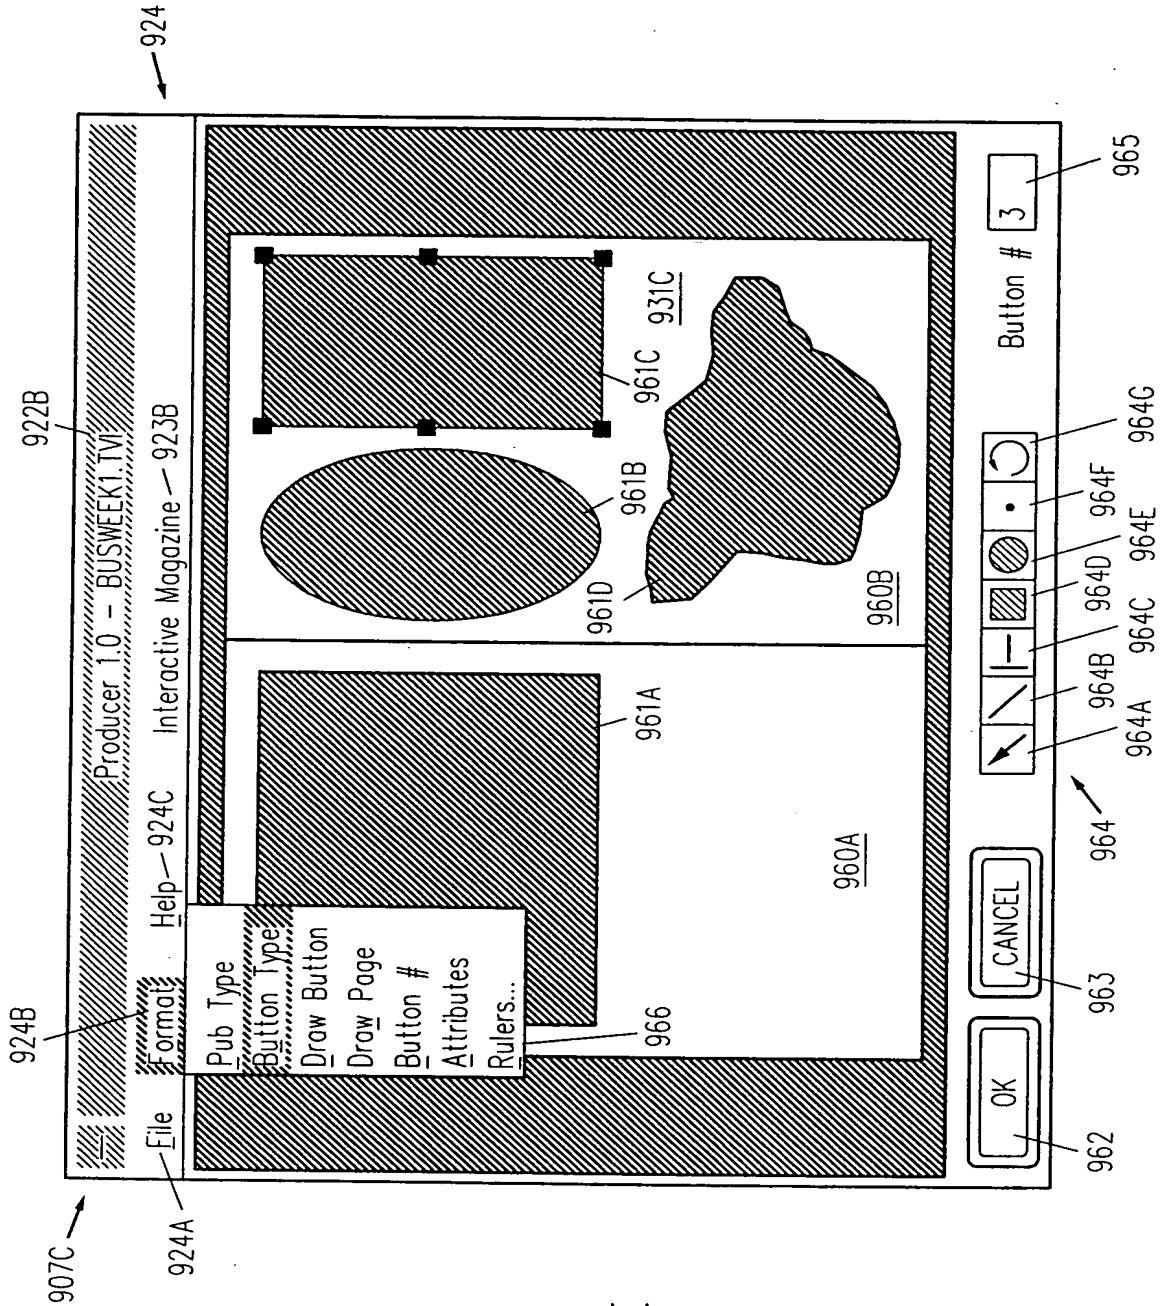 907C
922B
924
Producer 1.0 - BUSWEEK1.TVI
924A
924B
File Format Help 924C Interactive Magazine 923B
Pub Type
Button Type
Draw Button
Draw Page
Button #
Attributes
Rulers...
966
961A
961B
961C
931C
961D
960A
960B
OK
CANCEL
Button # 3
962
963
964
964A
964B
964C
964D
964E
964F
964G
965